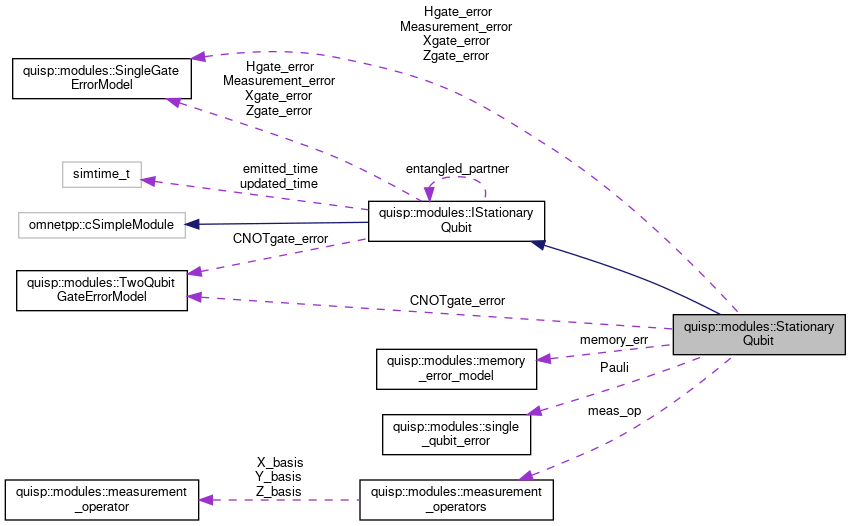 Hgate_error
Measurement_error
Xgate_error
Zgate_error
quisp::modules::SingleGate
ErrorModel
Hgate_error
Measurement_error
Xgate_error
Zgate_error
simtime_t
emitted_time
updated_time
entangled_partner
omnetpp::cSimpleModule
quisp::modules::IStationary
Qubit
CNOTgate_error
quisp::modules::TwoQubit
GateErrorModel
CNOTgate_error
quisp::modules::Stationary
Qubit
memory_err
quisp::modules::memory
_error_model
Pauli
quisp::modules::single
_qubit_error
meas_op
X_basis
Y_basis
Z_basis
quisp::modules::measurement
_operator
quisp::modules::measurement
_operators